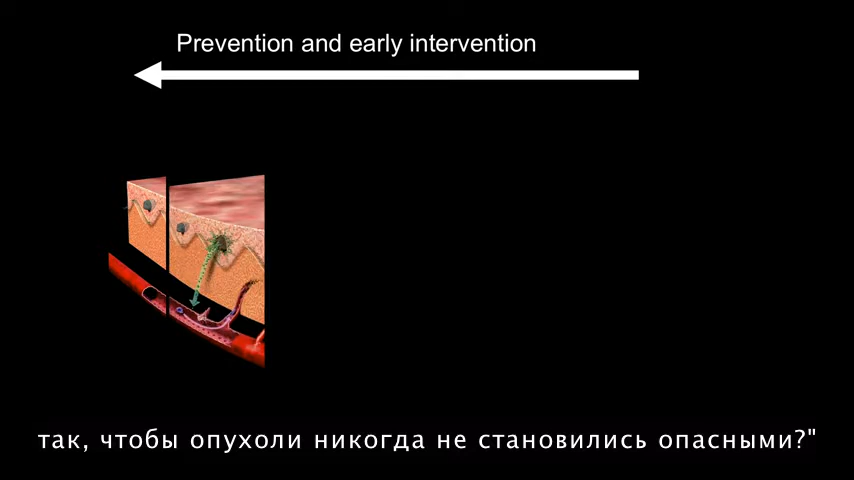 Prevention and early intervention
так, чтобы опухоли никогда не становились опасными?"